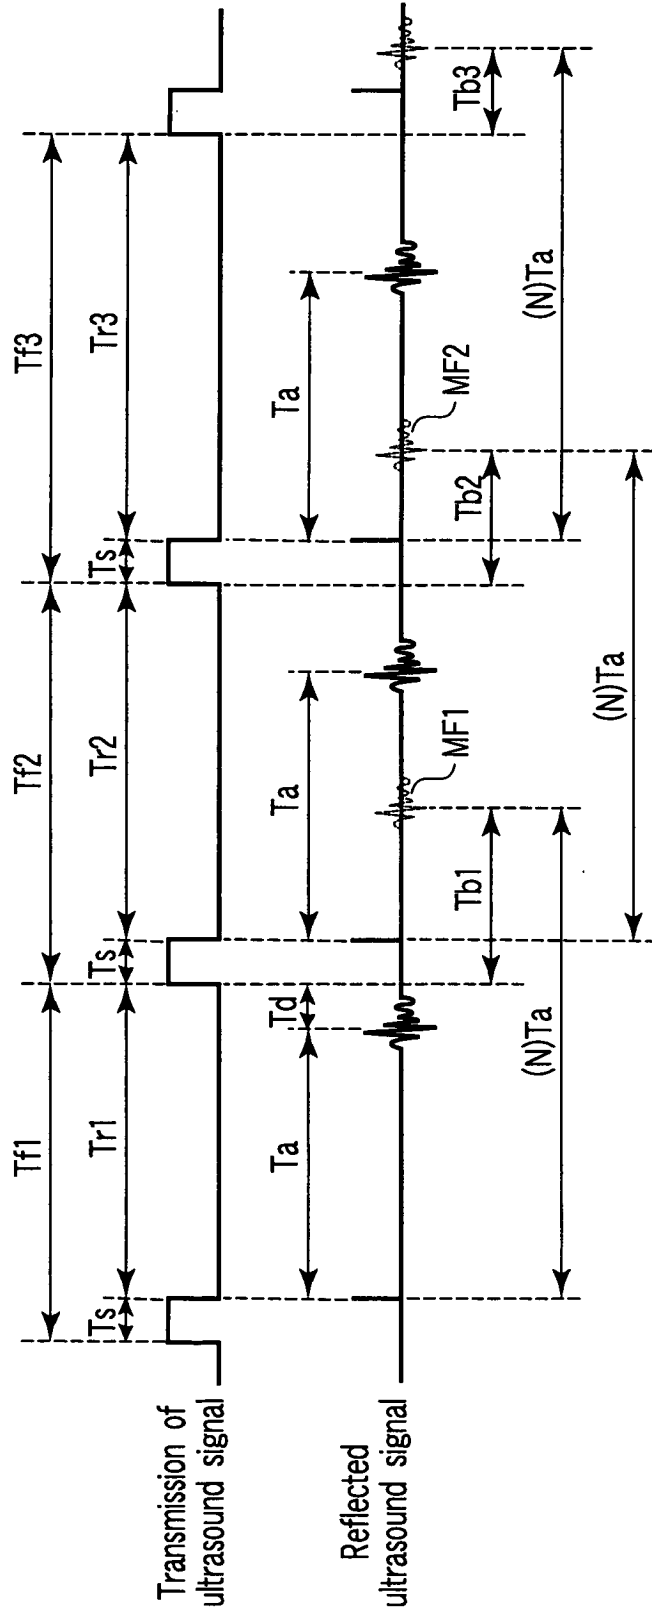 Tf1
Tf2
Tf3
Ts
Tr1
Ts
Tr2
Ts
Tr3
Transmission of
ultrasound signal
Ta
Td
Ta
Ta
Reflected
ultrasound signal
MF1
MF2
Tb1
Tb2
Tb3
(N)Ta
(N)Ta
(N)Ta